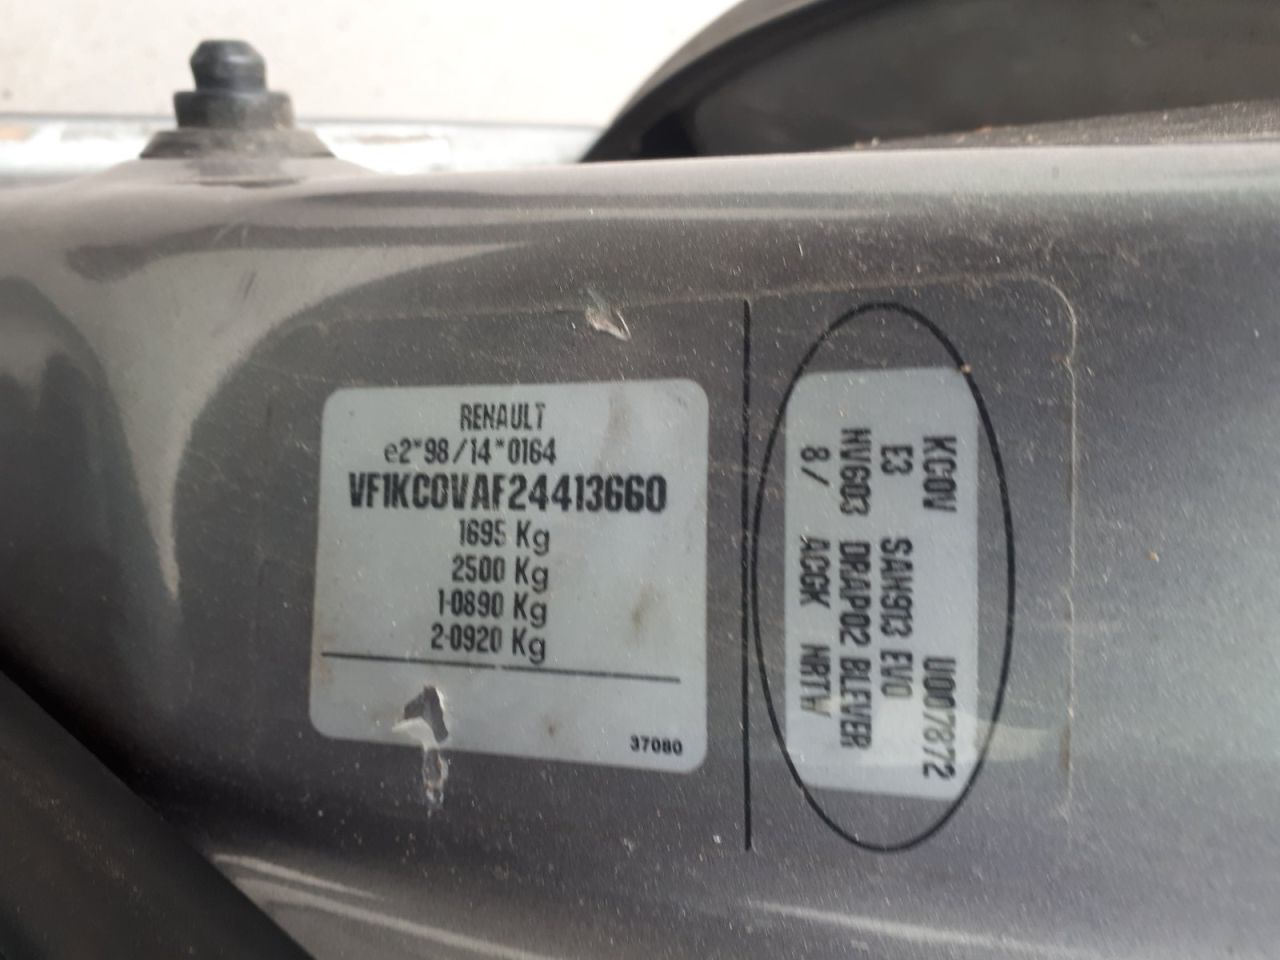 RENAULT
e2*98/14*0164
VF1KC0VAF24413660
1695 Kg
2500 Kg
1-0890 Kg
2-0920 Kg
37080
KC0V U007872
E3 SAN913 EVO
NV603 DRAP02 BLEVER
8/ ACGK NRTW